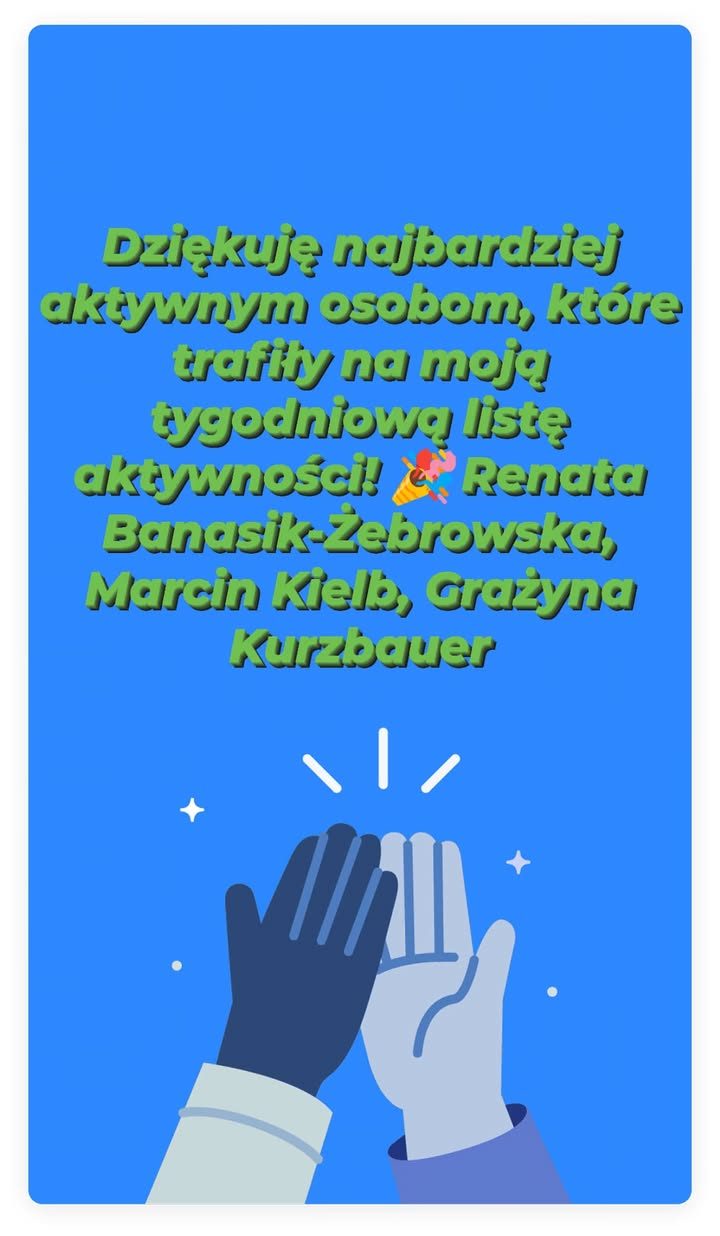 Dziękuję najbardziej
aktywnym osobom, które
trafiły na moją
tygodniową listę
aktywności! 🎉 Renata
Banasik-Żebrowska,
Marcin Kielb, Grażyna
Kurzbauer